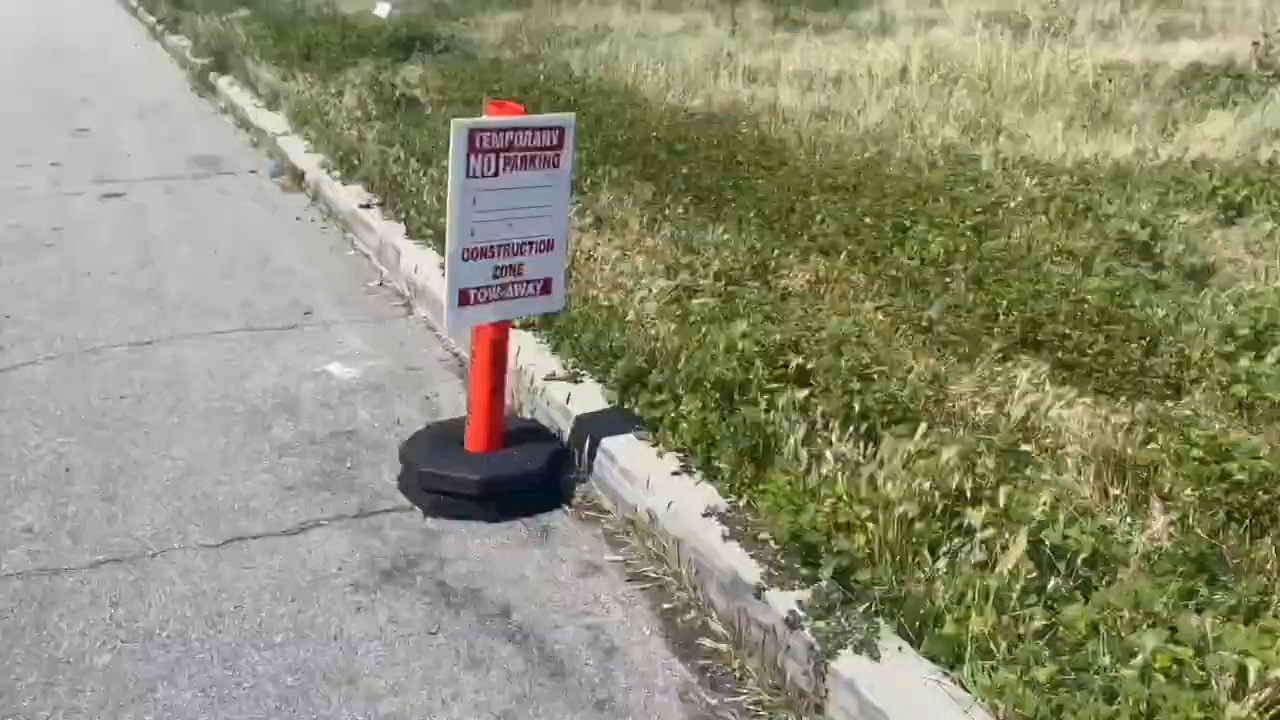 TEMPORARY
NO PARKING
CONSTRUCTION
ZONE
TOW-AWAY